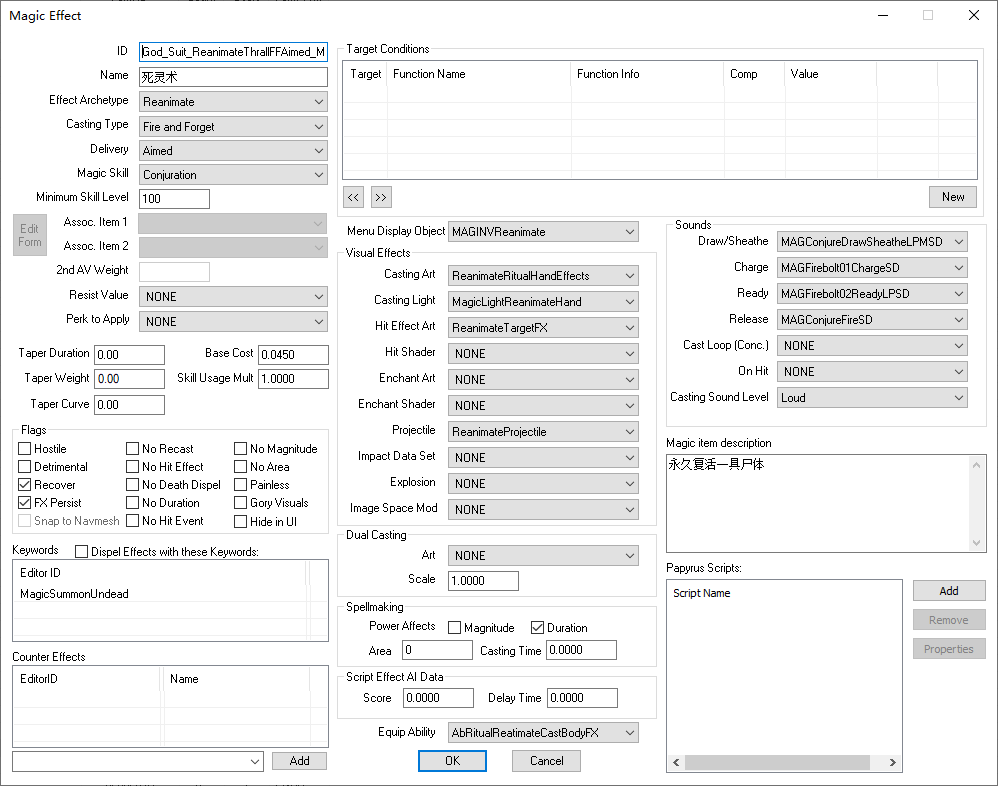 Magic Effect
ID God_Suit_ReanimateThrallFFAimed_M
Name 死灵术
Effect Archetype Reanimate
Casting Type Fire and Forget
Delivery Aimed
Magic Skill Conjuration
Minimum Skill Level 100
Edit Form
Assoc. Item 1
Assoc. Item 2
2nd AV Weight
Resist Value NONE
Perk to Apply NONE
Taper Duration 0.00 Base Cost 0.0450
Taper Weight 0.00 Skill Usage Mult 1.0000
Taper Curve 0.00
Flags
Hostile No Recast No Magnitude
Detrimental No Hit Effect No Area
Recover No Death Dispel Painless
FX Persist No Duration Gory Visuals
Snap to Navmesh No Hit Event Hide in UI
Keywords Dispel Effects with these Keywords:
Editor ID
MagicSummonUndead
Counter Effects
EditorID Name
Add
Target Conditions
Target Function Name Function Info Comp Value
<< >> New
Menu Display Object MAGINVReanimate
Visual Effects
Casting Art ReanimateRitualHandEffects
Casting Light MagicLightReanimateHand
Hit Effect Art ReanimateTargetFX
Hit Shader NONE
Enchant Art NONE
Enchant Shader NONE
Projectile ReanimateProjectile
Impact Data Set NONE
Explosion NONE
Image Space Mod NONE
Dual Casting
Art NONE
Scale 1.0000
Spellmaking
Power Affects Magnitude Duration
Area 0 Casting Time 0.0000
Script Effect AI Data
Score 0.0000 Delay Time 0.0000
Equip Ability AbRitualReatimateCastBodyFX
OK Cancel
Sounds
Draw/Sheathe MAGConjureDrawSheatheLPMSD
Charge MAGFirebolt01ChargeSD
Ready MAGFirebolt02ReadyLPSD
Release MAGConjureFireSD
Cast Loop (Conc.) NONE
On Hit NONE
Casting Sound Level Loud
Magic item description
永久复活一具尸体
Papyrus Scripts:
Script Name
Add
Remove
Properties